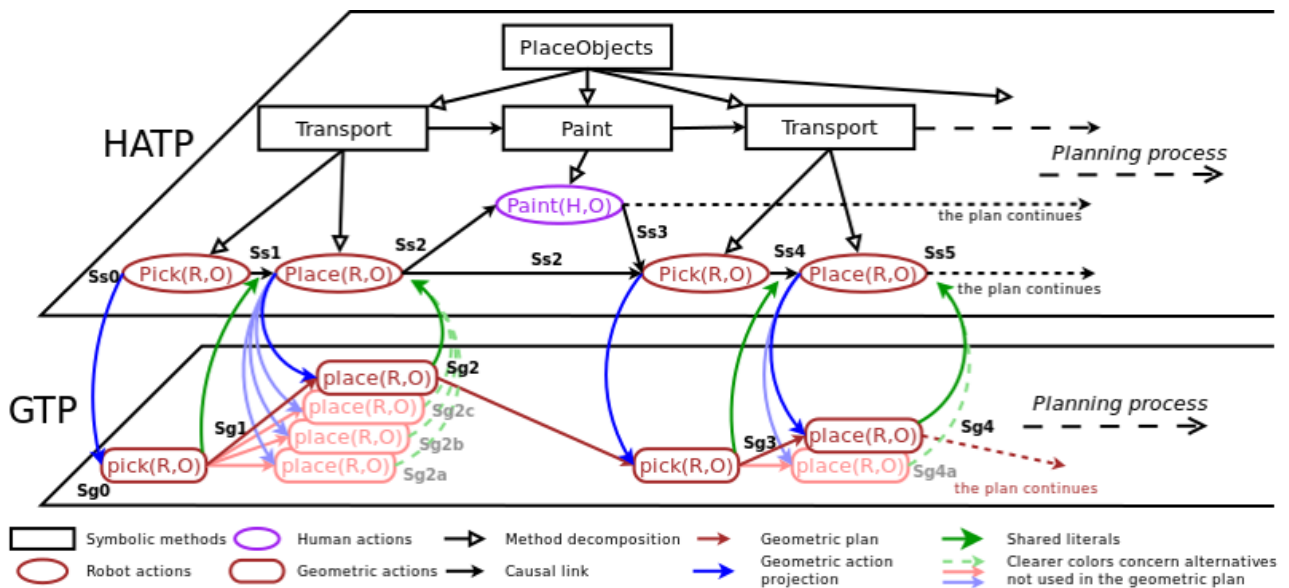 PlaceObjects
HATP
Transport
Paint
Transport
Planning process
Paint(H,O)
the plan continues
Ss0
Pick(R,O)
Ss1
Place(R,O)
Ss2
Ss2
Ss3
Pick(R,O)
Ss4
Place(R,O)
Ss5
the plan continues
GTP
place(R,O)
Sg2
place(R,O)
Sg2c
place(R,O)
Sg2b
place(R,O)
Sg2a
Sg1
pick(R,O)
Sg0
pick(R,O)
Sg3
place(R,O)
Sg4
place(R,O)
Sg4a
Planning process
the plan continues
Symbolic methods
Human actions
Method decomposition
Geometric plan
Shared literals
Robot actions
Geometric actions
Causal link
Geometric action
projection
Clearer colors concern alternatives
not used in the geometric plan